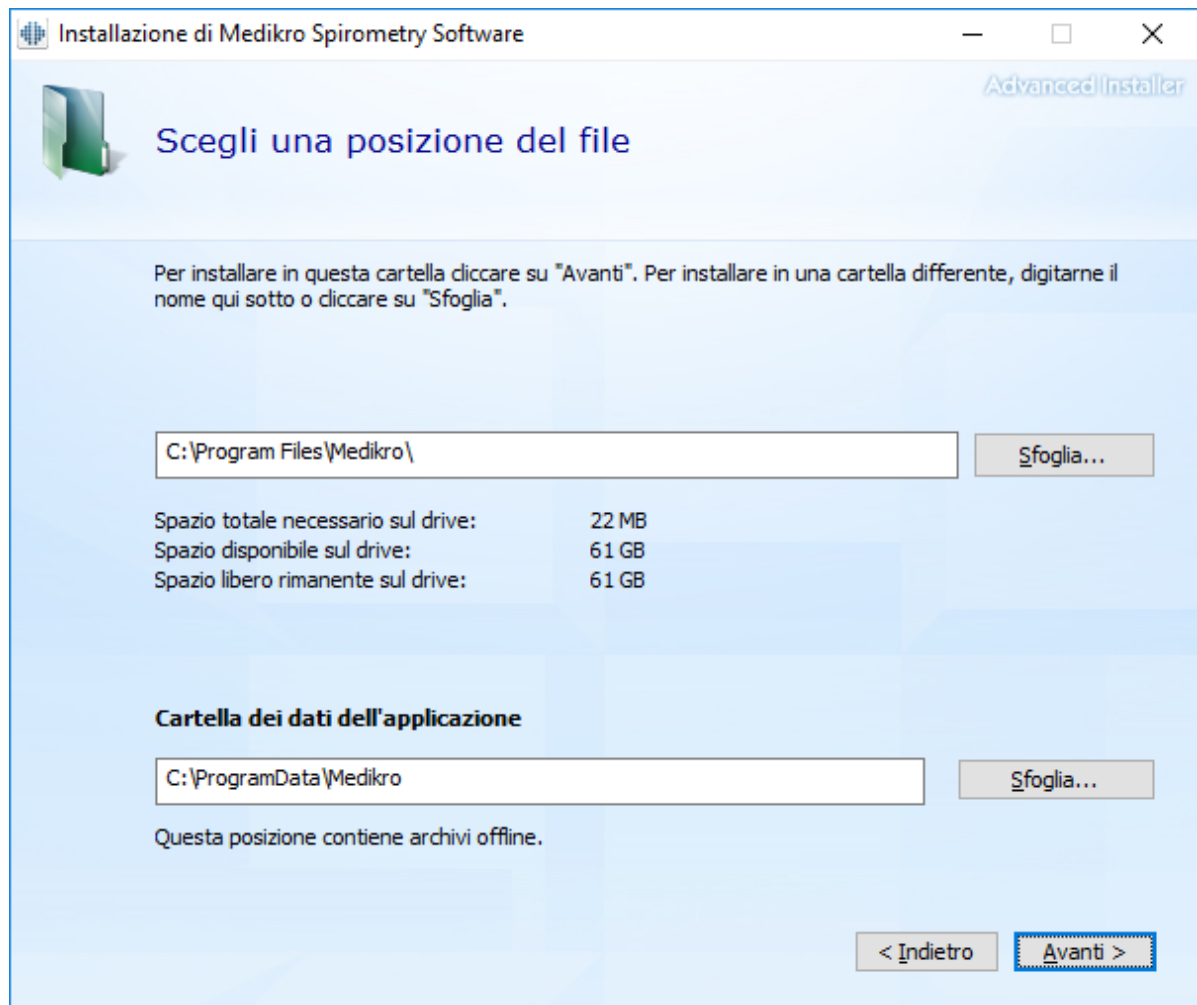 Installazione di Medikro Spirometry Software
Advanced Installer
Scegli una posizione del file
Per installare in questa cartella cliccare su "Avanti". Per installare in una cartella differente, digitarne il
nome qui sotto o cliccare su "Sfoglia".
C:\Program Files\Medikro\
Sfoglia...
Spazio totale necessario sul drive: 22 MB
Spazio disponibile sul drive: 61 GB
Spazio libero rimanente sul drive: 61 GB
Cartella dei dati dell'applicazione
C:\ProgramData\Medikro
Sfoglia...
Questa posizione contiene archivi offline.
< Indietro
Avanti >